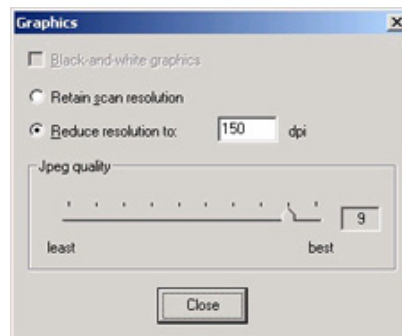 Graphics
Black-and-white graphics
Retain scan resolution
Reduce resolution to: 150 dpi
Jpeg quality
9
least best
Close